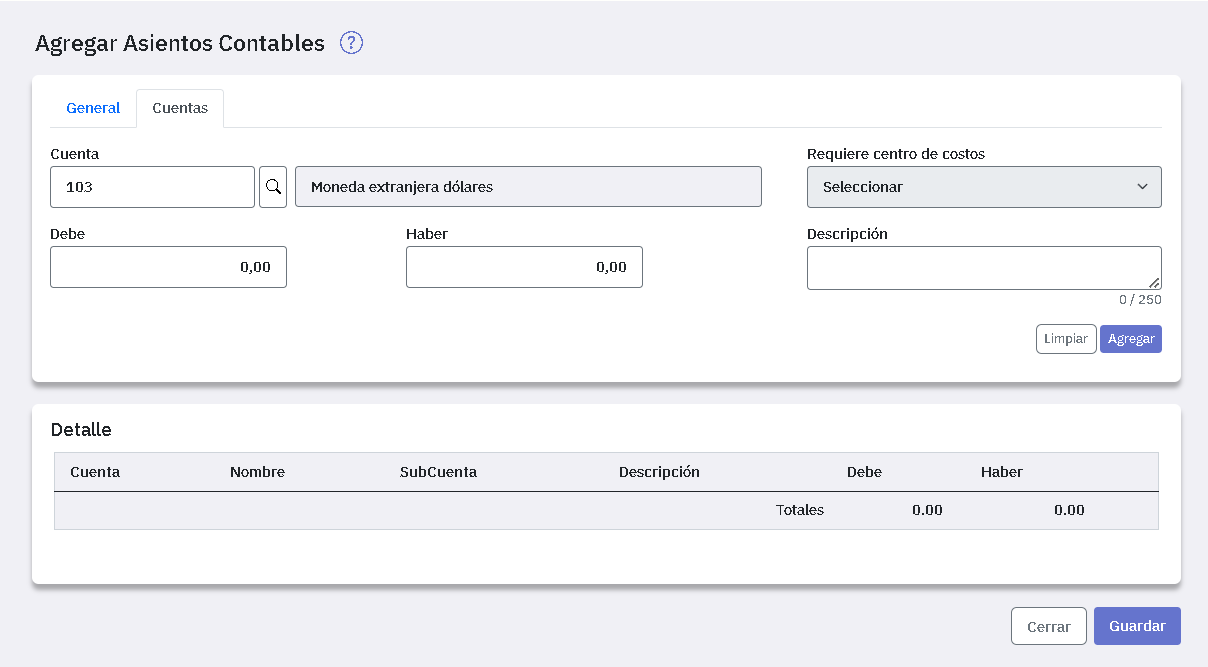 Agregar Asientos Contables ?
General Cuentas
Cuenta Requiere centro de costos
103 Moneda extranjera dólares Seleccionar
Debe Haber Descripción
0,00 0,00
0 / 250
Limpiar Agregar
Detalle
Cuenta Nombre SubCuenta Descripción Debe Haber
Totales 0.00 0.00
Cerrar Guardar